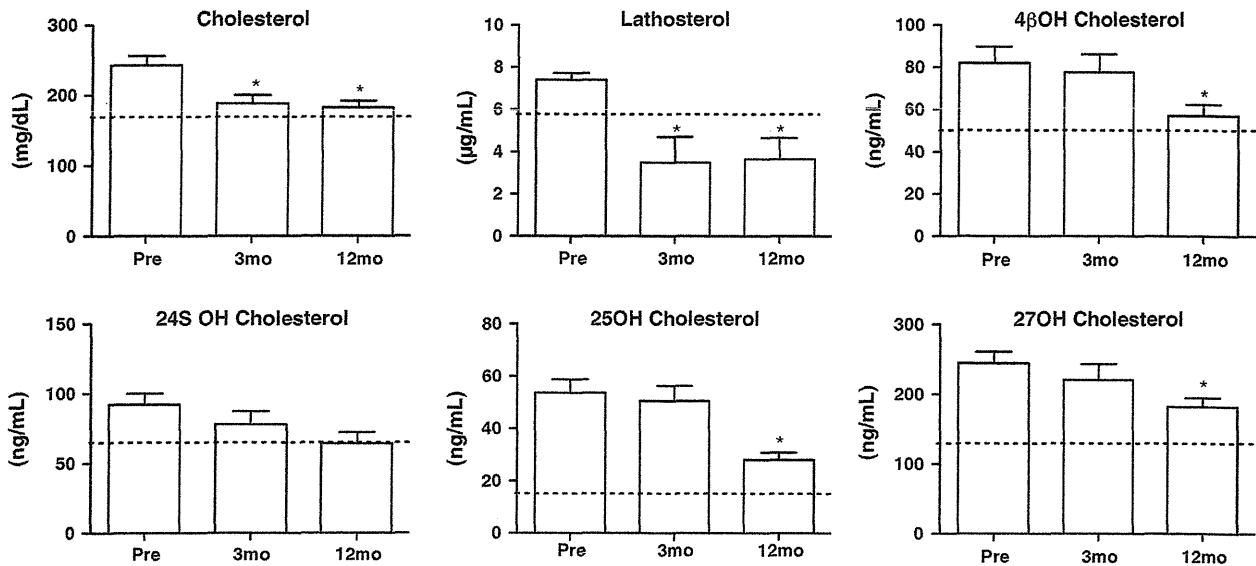 Cholesterol
(mg/dL)
300
200
100
0
*
*
Pre 3mo 12mo
Lathosterol
(µg/mL)
10
8
6
4
2
0
*
*
Pre 3mo 12mo
4βOH Cholesterol
(ng/mL)
100
80
60
40
20
0
*
Pre 3mo 12mo
24S OH Cholesterol
(ng/mL)
150
100
50
0
Pre 3mo 12mo
25OH Cholesterol
(ng/mL)
80
60
40
20
0
*
Pre 3mo 12mo
27OH Cholesterol
(ng/mL)
300
200
100
0
*
Pre 3mo 12mo